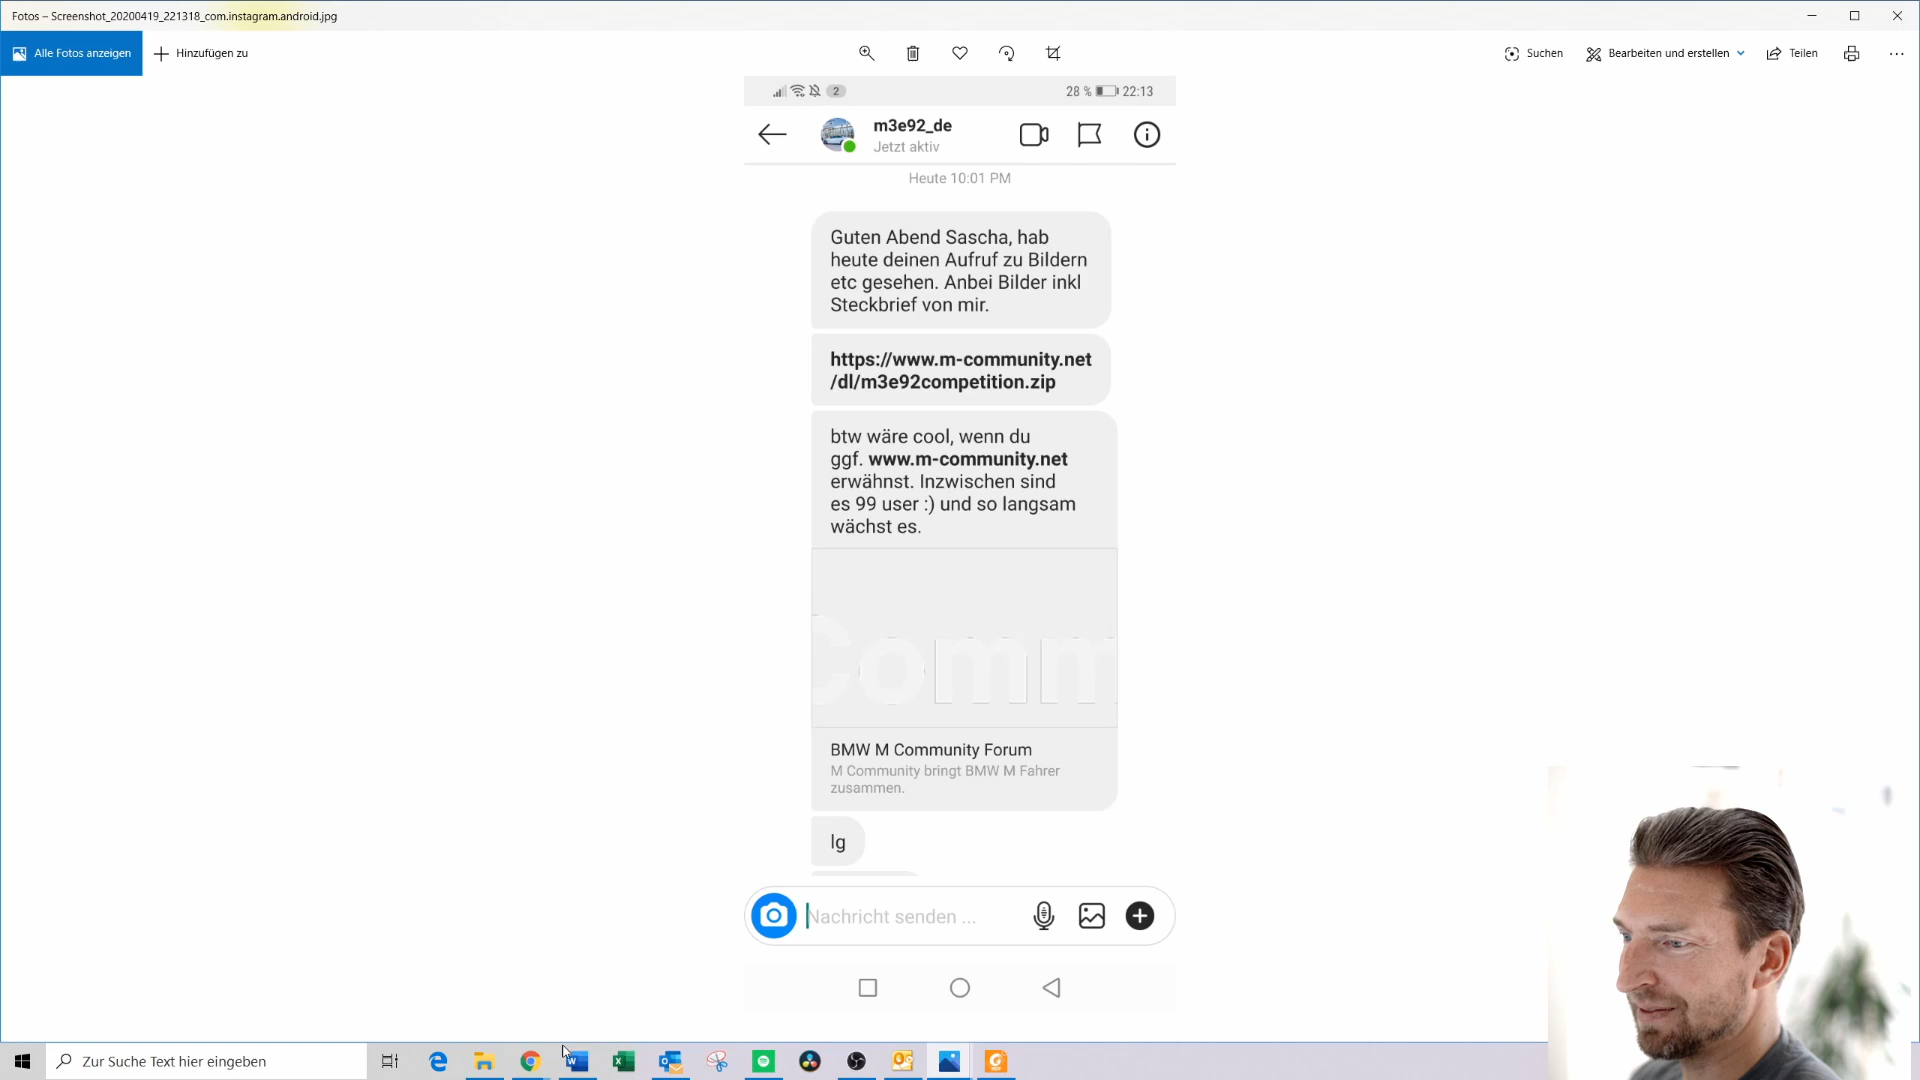 Fotos – Screenshot_20200419_221318_com.instagram.android.jpg
Alle Fotos anzeigen
Hinzufügen zu
Suchen
Bearbeiten und erstellen
Teilen
2
28 %
22:13
m3e92_de
Jetzt aktiv
Heute 10:01 PM
Guten Abend Sascha, hab
heute deinen Aufruf zu Bildern
etc gesehen. Anbei Bilder inkl
Steckbrief von mir.
https://www.m-community.net
/dl/m3e92competition.zip
btw wäre cool, wenn du
ggf. www.m-community.net
erwähnst. Inzwischen sind
es 99 user :) und so langsam
wächst es.
Comm
BMW M Community Forum
M Community bringt BMW M Fahrer
zusammen.
lg
Nachricht senden ...
Zur Suche Text hier eingeben